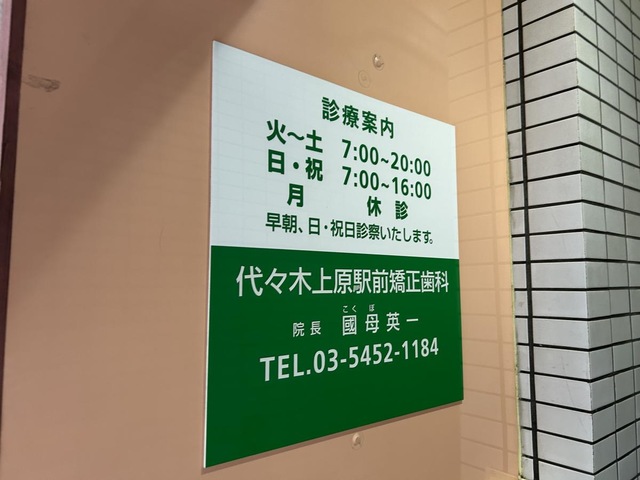 診療案内
火～土 7:00~20:00
日・祝 7:00~16:00
月 休診
早朝、日・祝日診察いたします。
代々木上原駅前矯正歯科
こくぼ
院長 國母英一
TEL.03-5452-1184